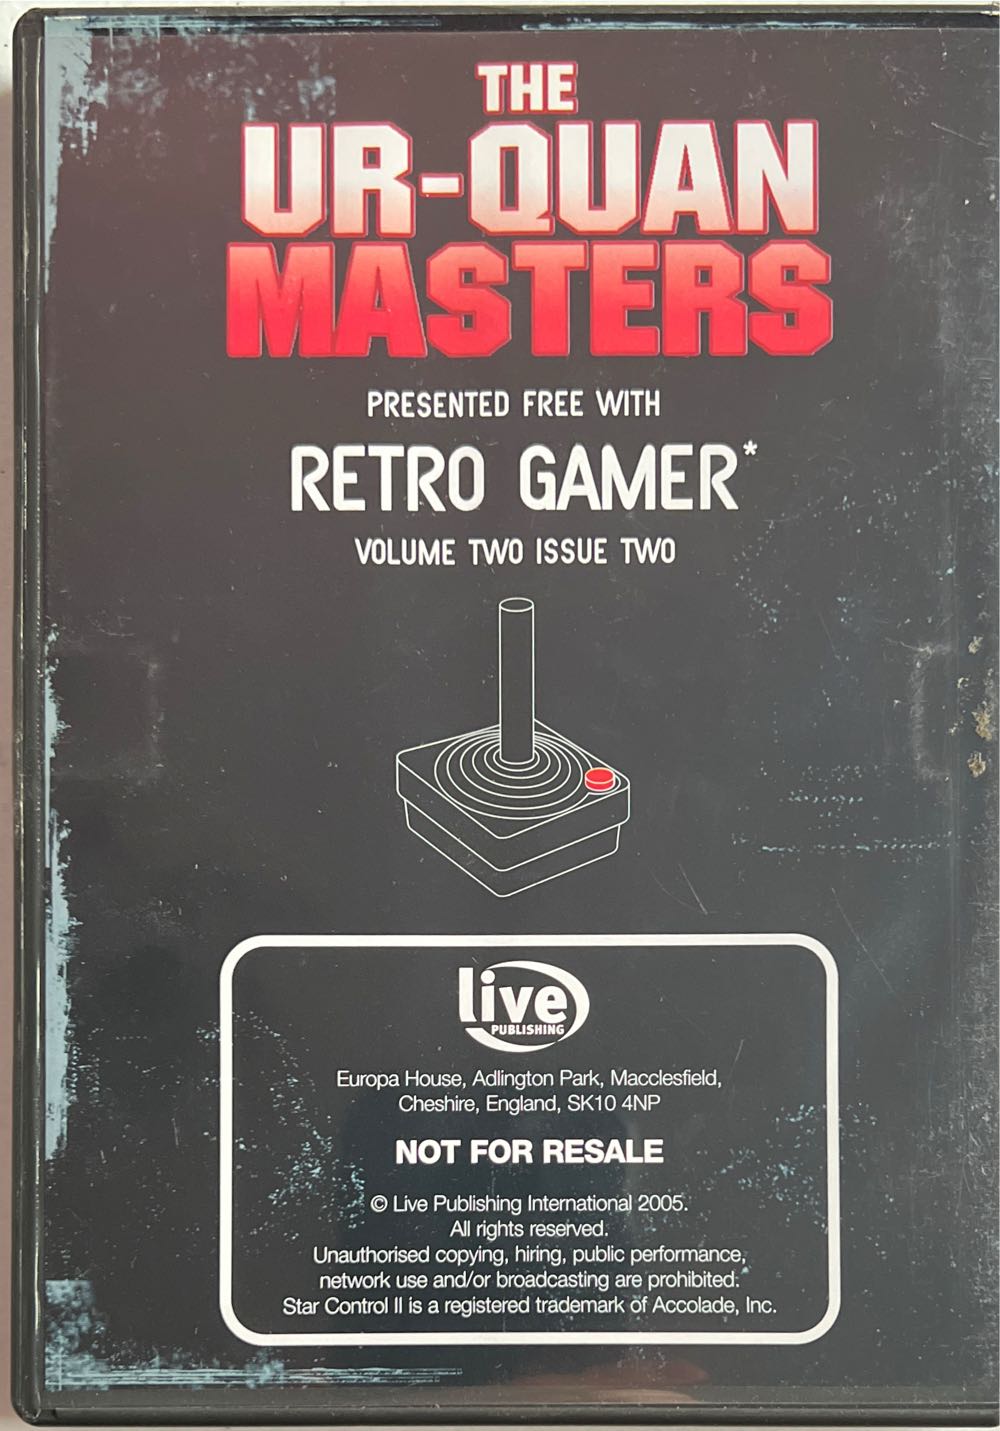 THE
UR-QUAN
MASTERS
PRESENTED FREE WITH
RETRO GAMER*
VOLUME TWO ISSUE TWO
live
PUBLISHING
Europa House, Adlington Park, Macclesfield,
Cheshire, England, SK10 4NP
NOT FOR RESALE
© Live Publishing International 2005.
All rights reserved.
Unauthorised copying, hiring, public performance,
network use and/or broadcasting are prohibited.
Star Control II is a registered trademark of Accolade, Inc.